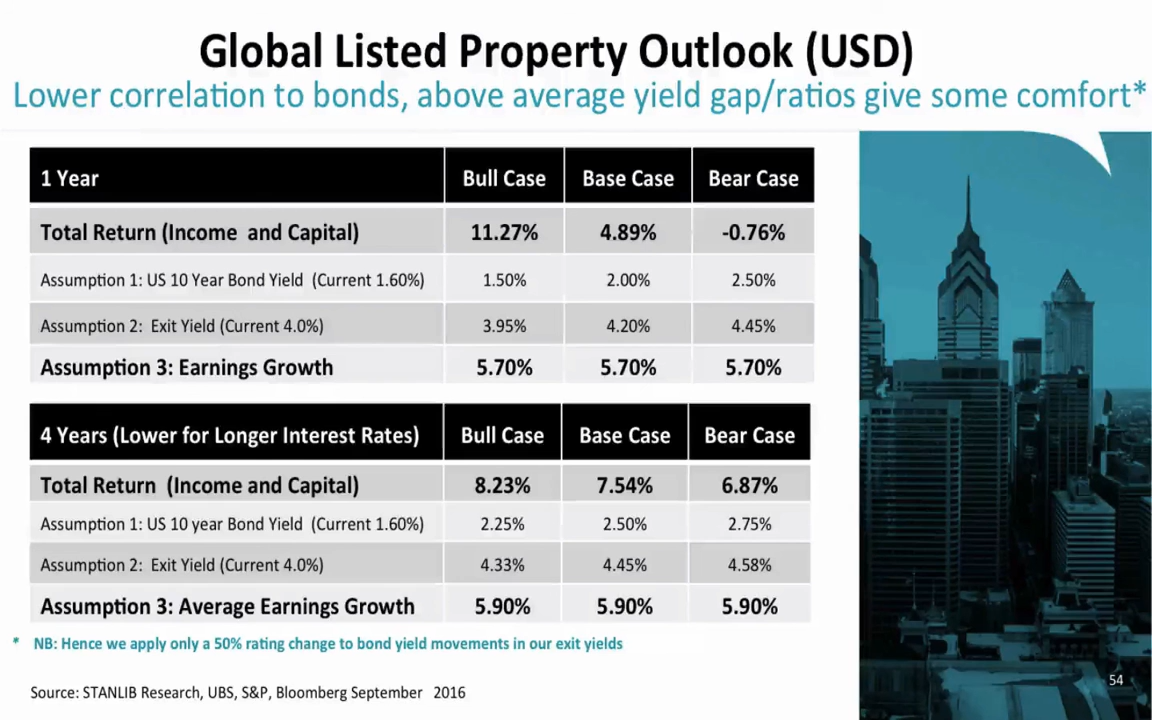 Global Listed Property Outlook (USD)
Lower correlation to bonds, above average yield gap/ratios give some comfort*
1 Year Bull Case Base Case Bear Case
Total Return (Income and Capital) 11.27% 4.89% -0.76%
Assumption 1: US 10 Year Bond Yield (Current 1.60%) 1.50% 2.00% 2.50%
Assumption 2: Exit Yield (Current 4.0%) 3.95% 4.20% 4.45%
Assumption 3: Earnings Growth 5.70% 5.70% 5.70%
4 Years (Lower for Longer Interest Rates) Bull Case Base Case Bear Case
Total Return (Income and Capital) 8.23% 7.54% 6.87%
Assumption 1: US 10 year Bond Yield (Current 1.60%) 2.25% 2.50% 2.75%
Assumption 2: Exit Yield (Current 4.0%) 4.33% 4.45% 4.58%
Assumption 3: Average Earnings Growth 5.90% 5.90% 5.90%
* NB: Hence we apply only a 50% rating change to bond yield movements in our exit yields
Source: STANLIB Research, UBS, S&P, Bloomberg September 2016
54